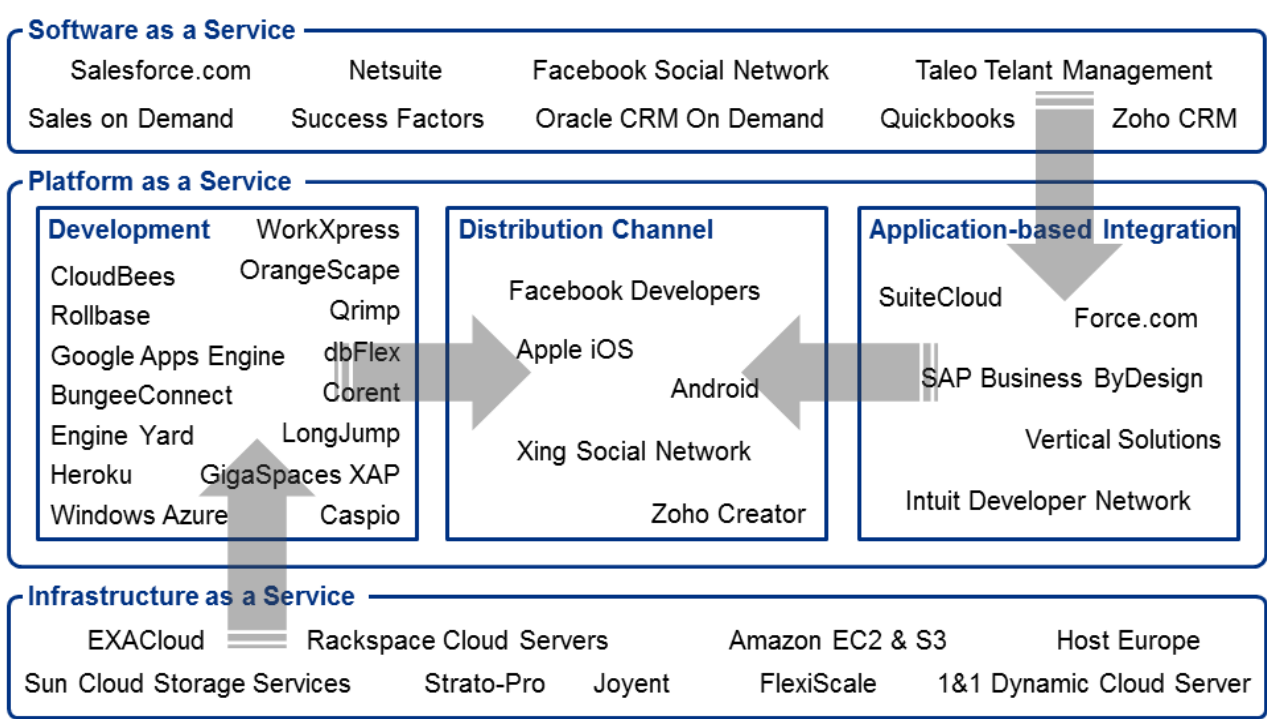 Software as a Service
Salesforce.com Netsuite Facebook Social Network Taleo Telant Management
Sales on Demand Success Factors Oracle CRM On Demand Quickbooks Zoho CRM
Platform as a Service
Development WorkXpress
CloudBees OrangeScape
Rollbase Qrimp
Google Apps Engine dbFlex
BungeeConnect Corent
Engine Yard LongJump
Heroku GigaSpaces XAP
Windows Azure Caspio
Distribution Channel
Facebook Developers
Apple iOS
Android
Xing Social Network
Zoho Creator
Application-based Integration
SuiteCloud
Force.com
SAP Business ByDesign
Vertical Solutions
Intuit Developer Network
Infrastructure as a Service
EXACloud Rackspace Cloud Servers Amazon EC2 & S3 Host Europe
Sun Cloud Storage Services Strato-Pro Joyent FlexiScale 1&1 Dynamic Cloud Server